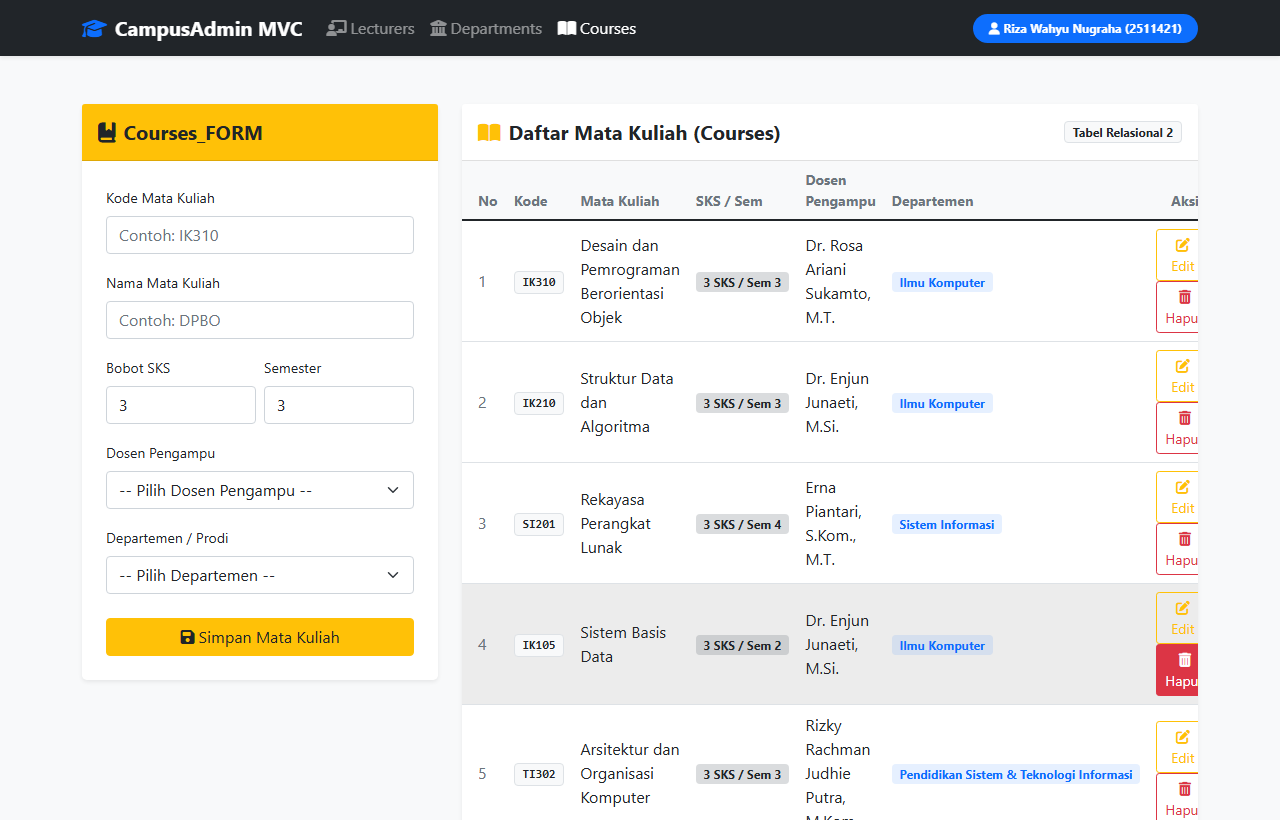 CampusAdmin MVC Lecturers Departments Courses Riza Wahyu Nugraha (2511421)
Courses_FORM
Kode Mata Kuliah
Contoh: IK310
Nama Mata Kuliah
Contoh: DPBO
Bobot SKS Semester
3 3
Dosen Pengampu
-- Pilih Dosen Pengampu --
Departemen / Prodi
-- Pilih Departemen --
Simpan Mata Kuliah
Daftar Mata Kuliah (Courses) Tabel Relasional 2
No Kode Mata Kuliah SKS / Sem Dosen Pengampu Departemen Aksi
1 IK310 Desain dan Pemrograman Berorientasi Objek 3 SKS / Sem 3 Dr. Rosa Ariani Sukamto, M.T. Ilmu Komputer Edit Hapu
2 IK210 Struktur Data dan Algoritma 3 SKS / Sem 3 Dr. Enjun Junaeti, M.Si. Ilmu Komputer Edit Hapu
3 SI201 Rekayasa Perangkat Lunak 3 SKS / Sem 4 Erna Piantari, S.Kom., M.T. Sistem Informasi Edit Hapu
4 IK105 Sistem Basis Data 3 SKS / Sem 2 Dr. Enjun Junaeti, M.Si. Ilmu Komputer Edit Hapu
5 TI302 Arsitektur dan Organisasi Komputer 3 SKS / Sem 3 Rizky Rachman Judhie Putra, M.Kom. Pendidikan Sistem & Teknologi Informasi Edit Hapu